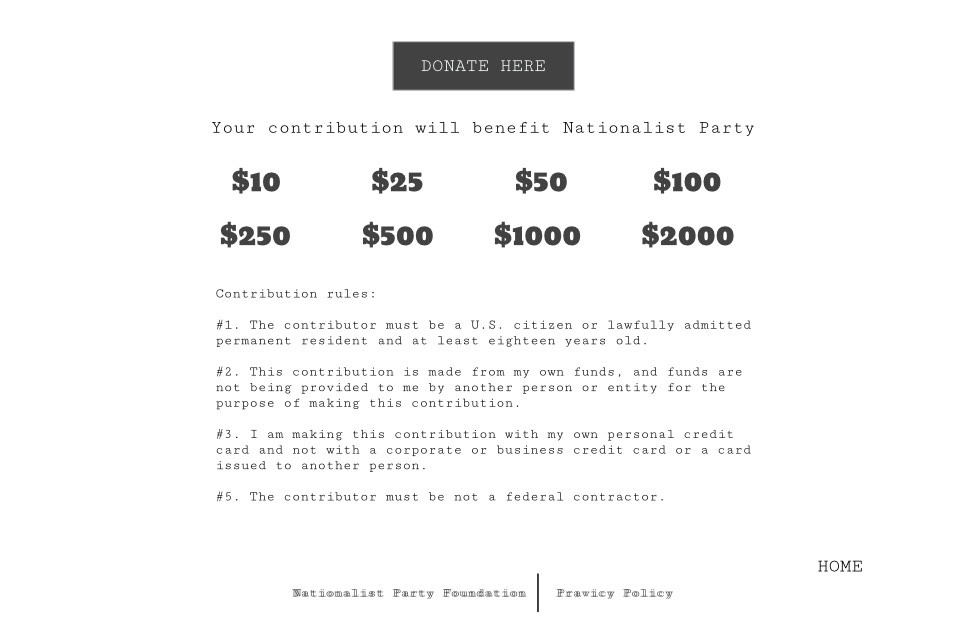 DONATE HERE
Your contribution will benefit Nationalist Party
$10 $25 $50 $100
$250 $500 $1000 $2000
Contribution rules:
#1. The contributor must be a U.S. citizen or lawfully admitted
permanent resident and at least eighteen years old.
#2. This contribution is made from my own funds, and funds are
not being provided to me by another person or entity for the
purpose of making this contribution.
#3. I am making this contribution with my own personal credit
card and not with a corporate or business credit card or a card
issued to another person.
#5. The contributor must be not a federal contractor.
HOME
Nationalist Party Foundation | Prawicy Policy